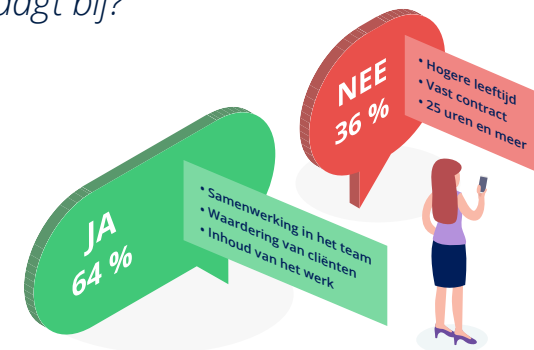 bij?
NEE
36 %
• Hogere leeftijd
• Vast contract
• 25 uren en meer
JA
64 %
• Samenwerking in het team
• Waardering van cliënten
• Inhoud van het werk